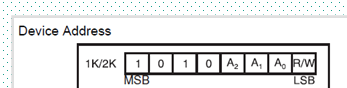 Device Address
1K/2K 1 0 1 0 A₂ A₁ A₀ R/W
MSB LSB